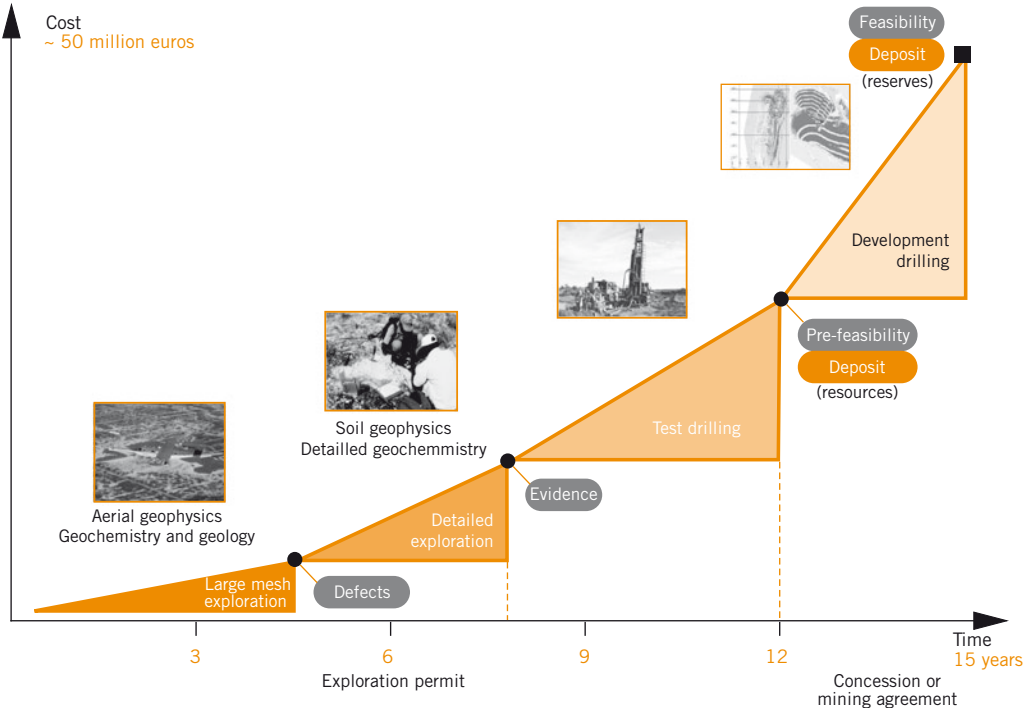 Cost
~ 50 million euros
Feasibility
Deposit
(reserves)
Development
drilling
Pre-feasibility
Deposit
(resources)
Test drilling
Soil geophysics
Detailled geochemmistry
Evidence
Aerial geophysics
Geochemistry and geology
Detailed
exploration
Large mesh
exploration
Defects
3
6
9
12
Time
15 years
Exploration permit
Concession or
mining agreement